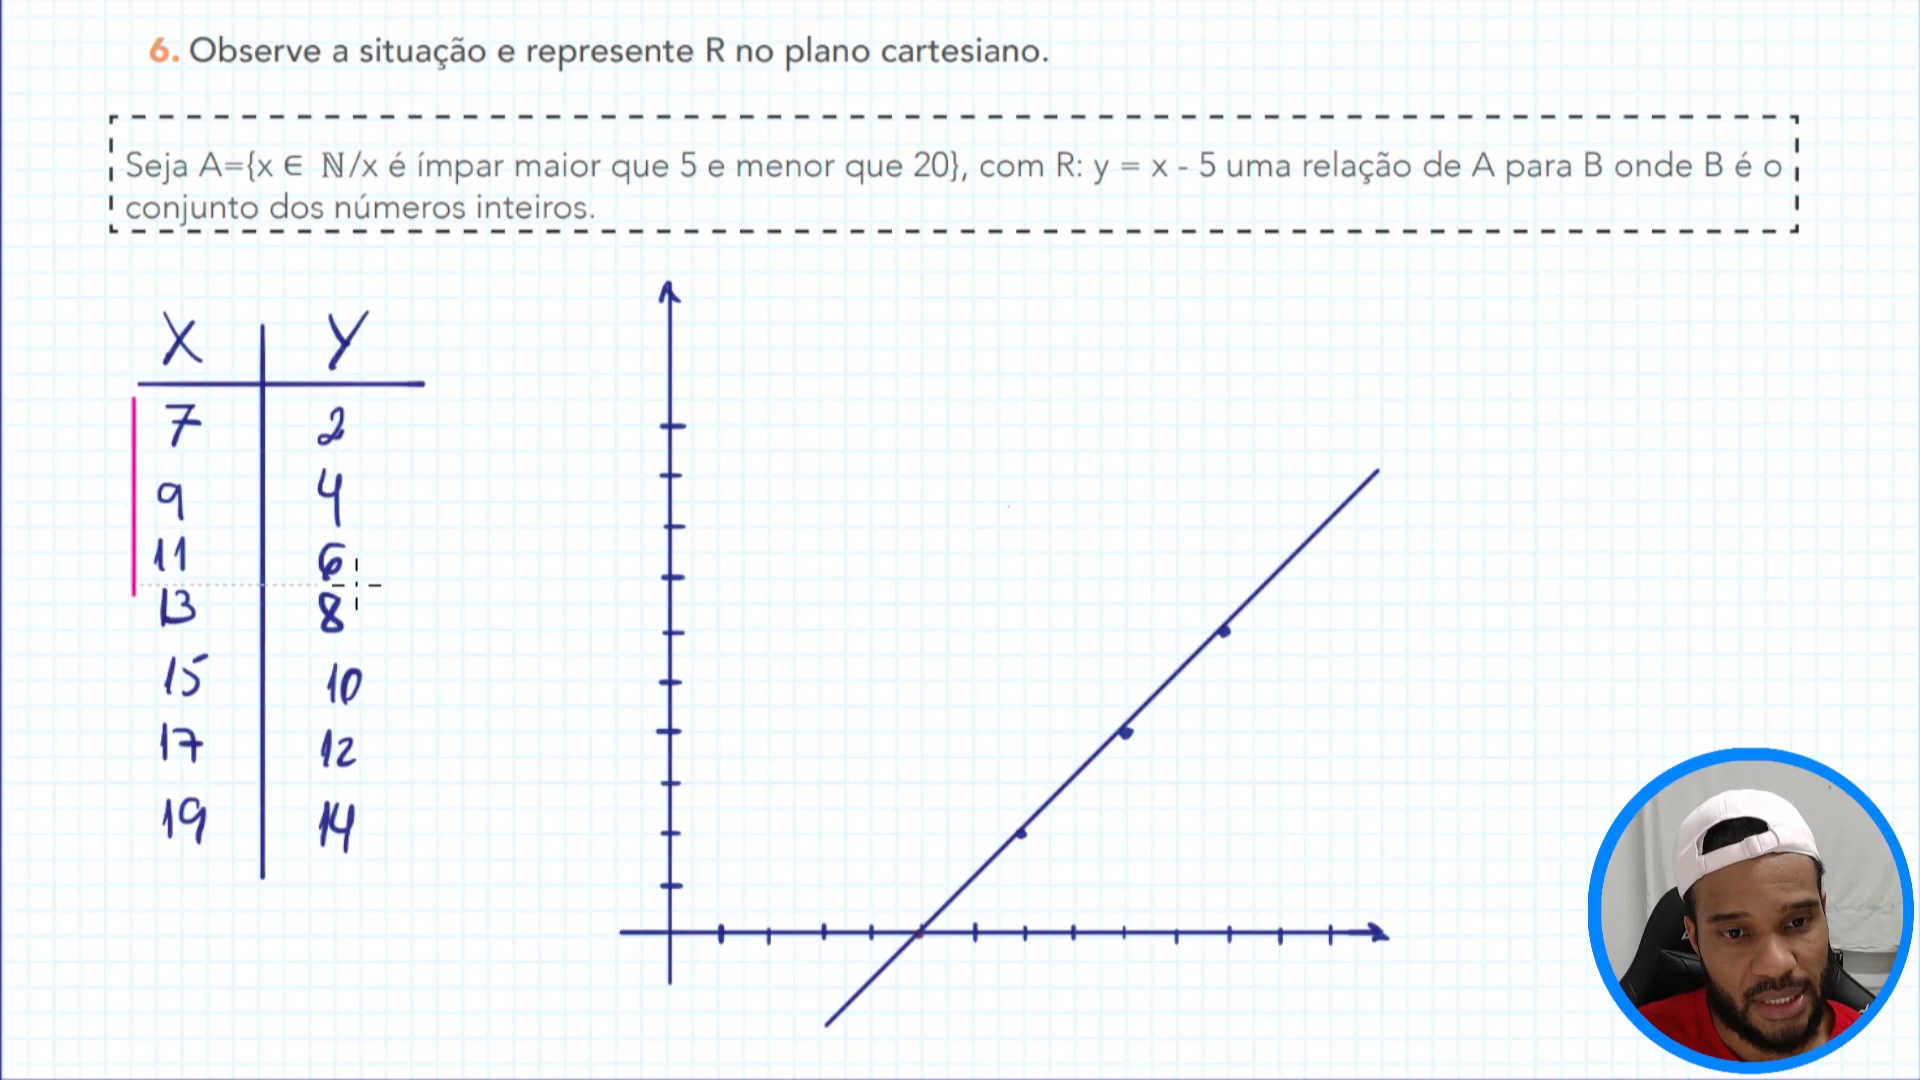 6. Observe a situação e represente R no plano cartesiano.
Seja A={x ∈ ℕ/x é ímpar maior que 5 e menor que 20}, com R: y = x - 5 uma relação de A para B onde B é o
conjunto dos números inteiros.
X Y
7 2
9 4
11 6
13 8
15 10
17 12
19 14